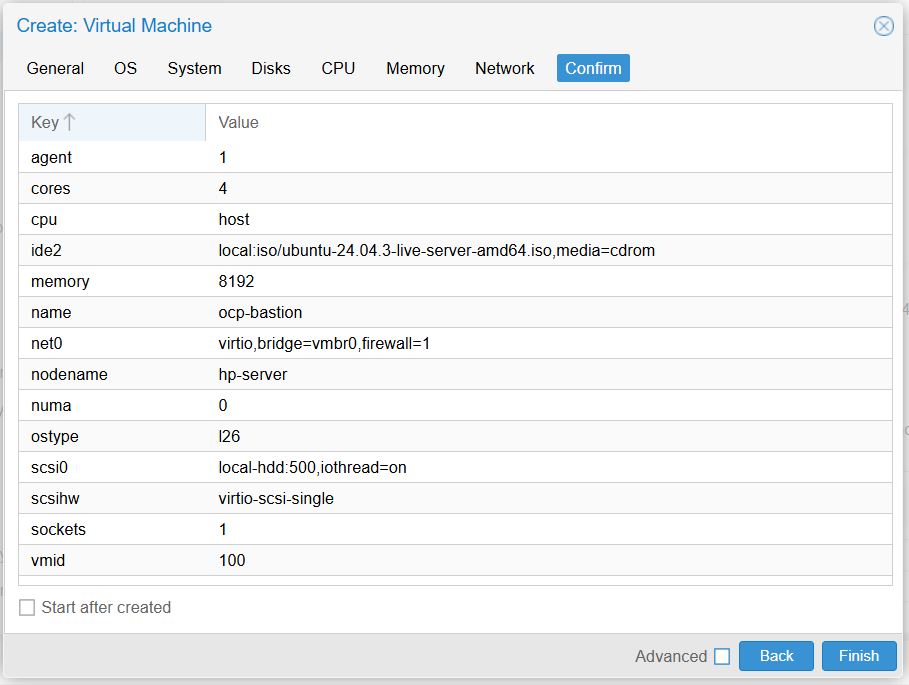 Create: Virtual Machine
General OS System Disks CPU Memory Network Confirm
Key Value
agent 1
cores 4
cpu host
ide2 local:iso/ubuntu-24.04.3-live-server-amd64.iso,media=cdrom
memory 8192
name ocp-bastion
net0 virtio,bridge=vmbr0,firewall=1
nodename hp-server
numa 0
ostype l26
scsi0 local-hdd:500,iothread=on
scsihw virtio-scsi-single
sockets 1
vmid 100
Start after created
Advanced Back Finish